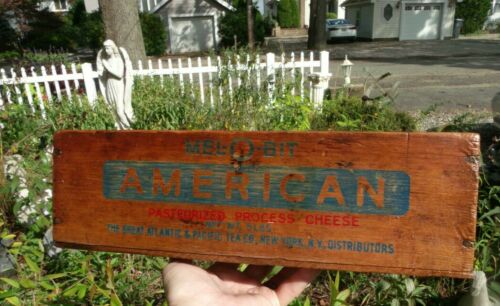 MEL-O-BIT
AMERICAN
PASTEURIZED PROCESS CHEESE
THE GREAT ATLANTIC & PACIFIC TEA CO., NEW YORK, N.Y., DISTRIBUTORS